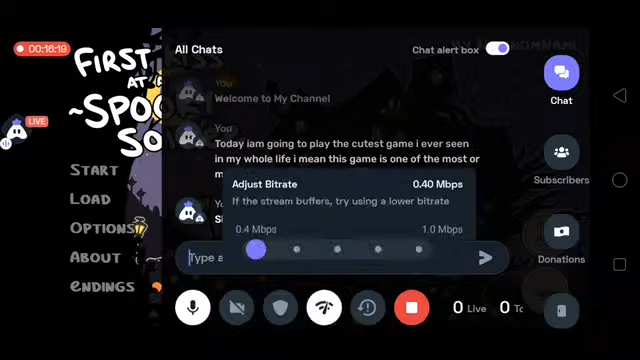 00:16:19
LIVE
FIRST
AT A
~SPOO
SO
START
LOAD
OPTIONS
ABOUT
ENDINGS
All Chats
Chat alert box
You
Welcome to My Channel
You
Today iam going to play the cutest game i ever seen
in my whole life i mean this game is one of the most or
Adjust Bitrate
0.40 Mbps
If the stream buffers, try using a lower bitrate
0.4 Mbps
1.0 Mbps
Type a
0 Live
0
Chat
Subscribers
Donations